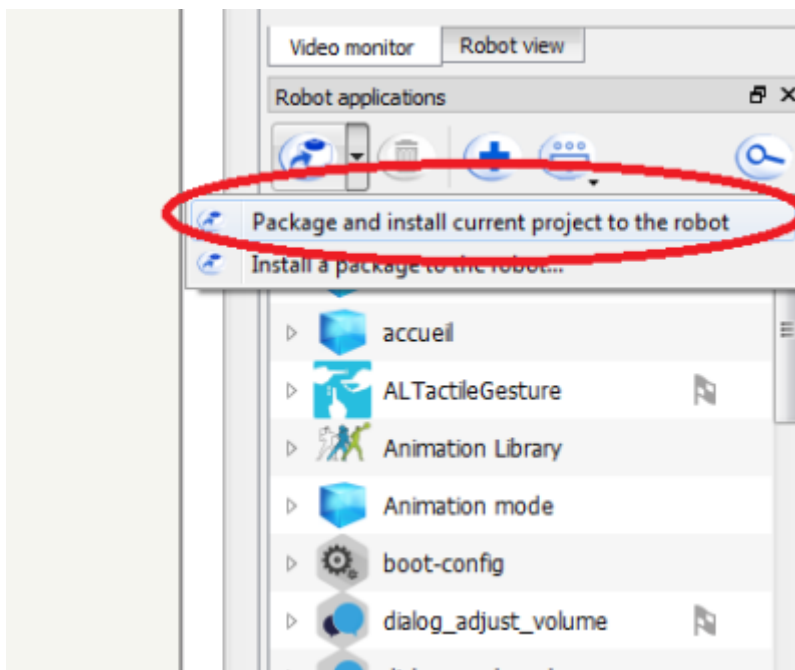 Video monitor
Robot view
Robot applications
Package and install current project to the robot
Install a package to the robot...
accueil
ALTactileGesture
Animation Library
Animation mode
boot-config
dialog_adjust_volume